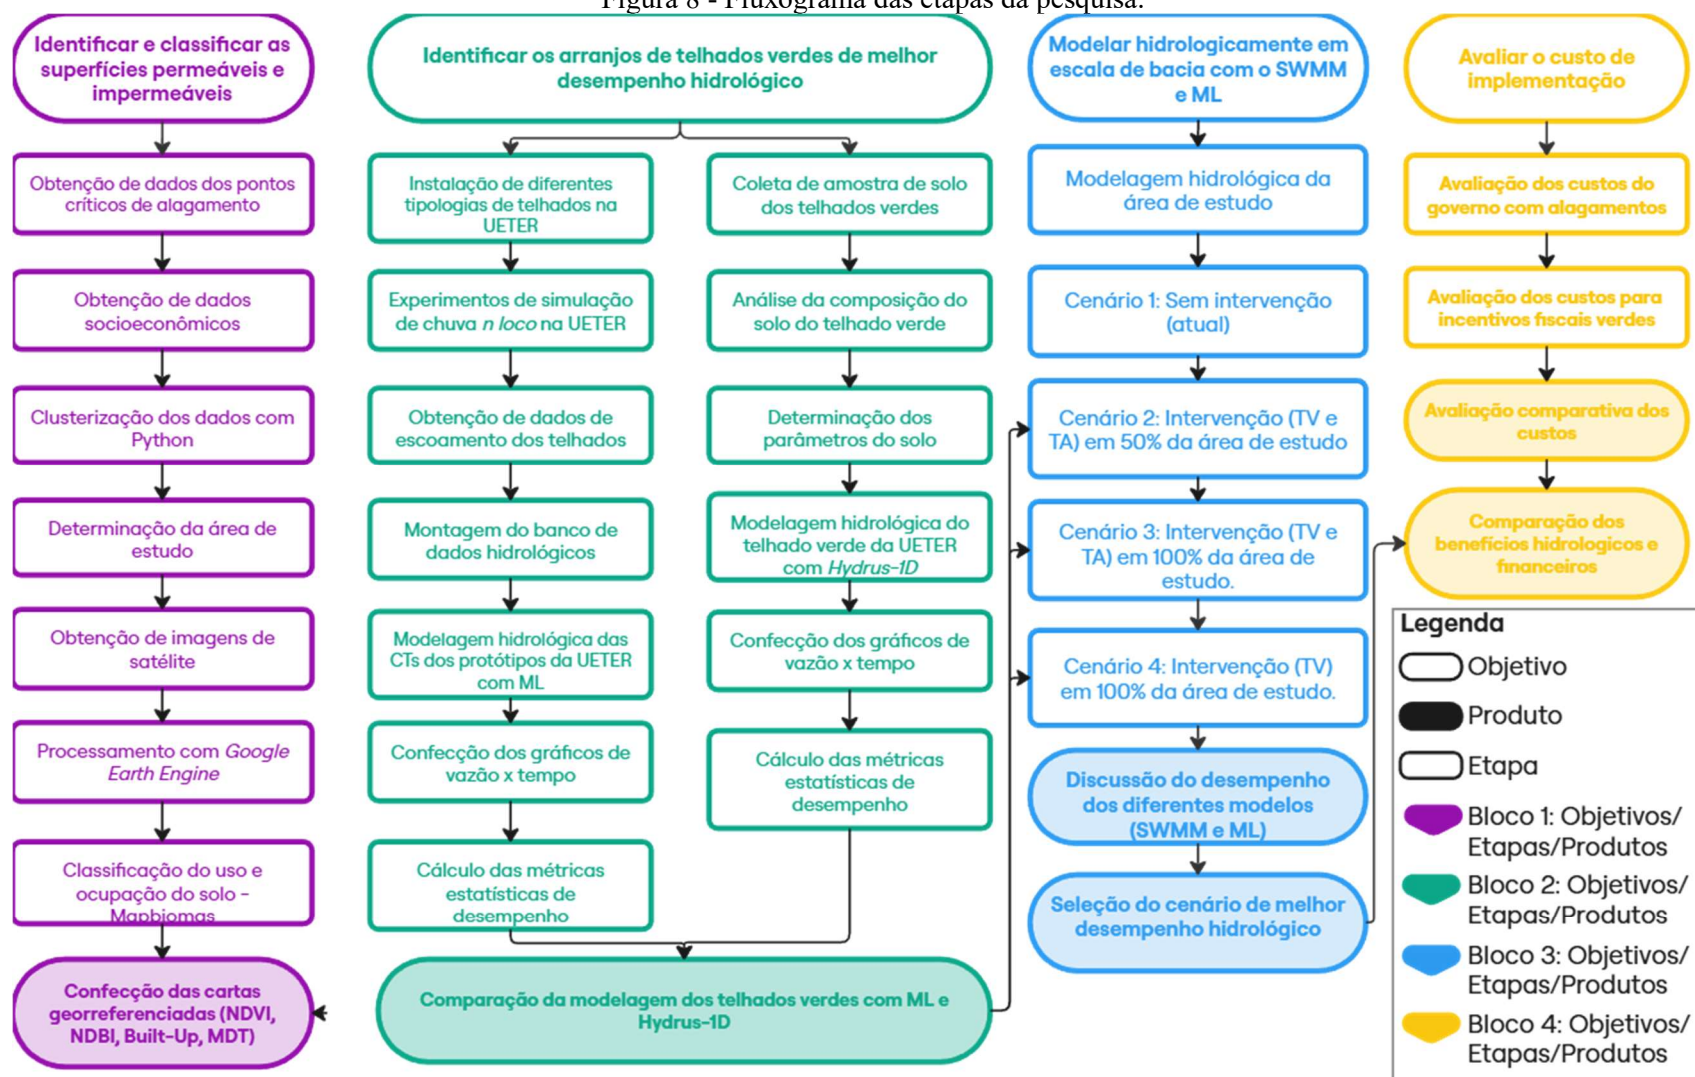 Figura 8 - Fluxograma das etapas da pesquisa.
Identificar e classificar as
superfícies permeáveis e
impermeáveis
Obtenção de dados dos pontos
críticos de alagamento
Obtenção de dados
socioeconômicos
Clusterização dos dados com
Python
Determinação da área de
estudo
Obtenção de imagens de
satélite
Processamento com Google
Earth Engine
Classificação do uso e
ocupação do solo -
Mapbiomas
Confecção das cartas
georreferenciadas (NDVI,
NDBI, Built-Up, MDT)
Identificar os arranjos de telhados verdes de melhor
desempenho hidrológico
Instalação de diferentes
tipologias de telhados na
UETER
Experimentos de simulação
de chuva n loco na UETER
Obtenção de dados de
escoamento dos telhados
Montagem do banco de
dados hidrológicos
Modelagem hidrológica das
CTs dos protótipos da UETER
com ML
Confecção dos gráficos de
vazão x tempo
Cálculo das métricas
estatísticas de
desempenho
Coleta de amostra de solo
dos telhados verdes
Análise da composição do
solo do telhado verde
Determinação dos
parâmetros do solo
Modelagem hidrológica do
telhado verde da UETER
com Hydrus-1D
Confecção dos gráficos de
vazão x tempo
Cálculo das métricas
estatísticas de
desempenho
Comparação da modelagem dos telhados verdes com ML e
Hydrus-1D
Modelar hidrologicamente em
escala de bacia com o SWMM
e ML
Modelagem hidrológica da
área de estudo
Cenário 1: Sem intervenção
(atual)
Cenário 2: Intervenção (TV e
TA) em 50% da área de estudo
Cenário 3: Intervenção (TV e
TA) em 100% da área de
estudo.
Cenário 4: Intervenção (TV)
em 100% da área de estudo.
Discussão do desempenho
dos diferentes modelos
(SWMM e ML)
Seleção do cenário de melhor
desempenho hidrológico
Avaliar o custo de
implementação
Avaliação dos custos do
governo com alagamentos
Avaliação dos custos para
incentivos fiscais verdes
Avaliação comparativa dos
custos
Comparação dos
benefícios hidrologicos e
financeiros
Legenda
Objetivo
Produto
Etapa
Bloco 1: Objetivos/
Etapas/Produtos
Bloco 2: Objetivos/
Etapas/Produtos
Bloco 3: Objetivos/
Etapas/Produtos
Bloco 4: Objetivos/
Etapas/Produtos